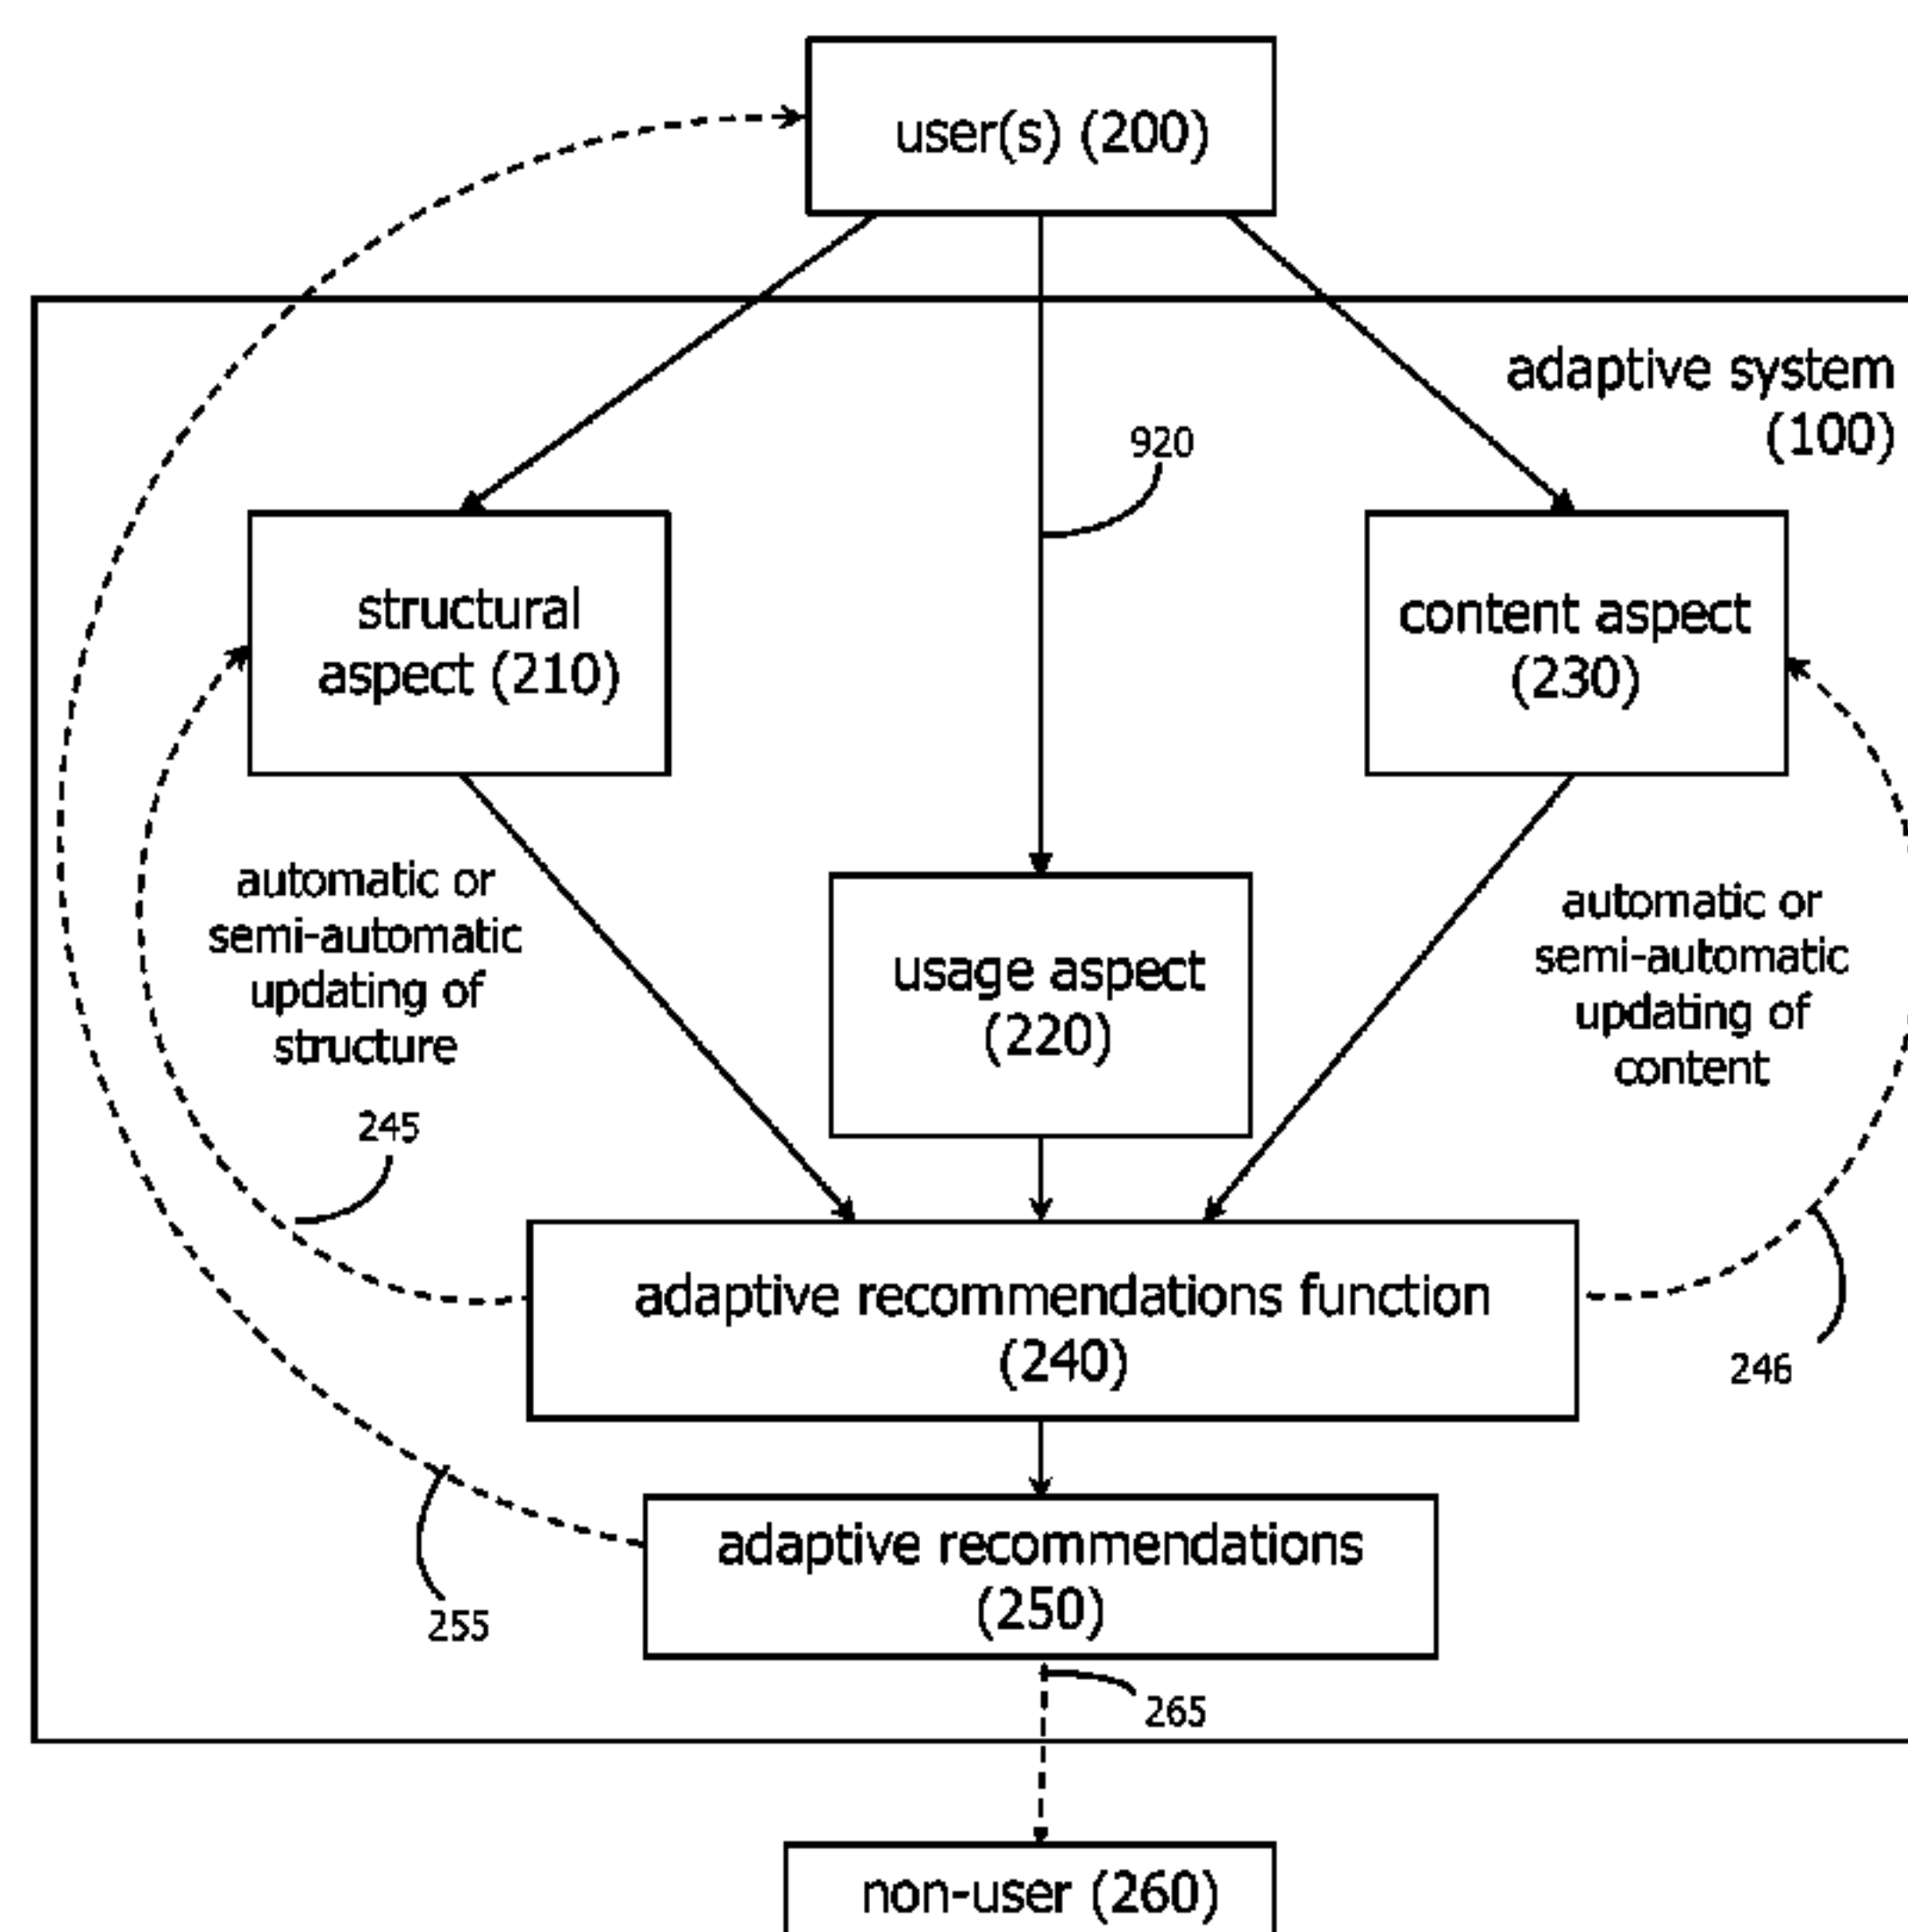 user(s) (200)
adaptive system
(100)
920
structural
aspect (210)
content aspect
(230)
automatic or
semi-automatic
updating of
structure
usage aspect
(220)
automatic or
semi-automatic
updating of
content
245
adaptive recommendations function
(240)
246
adaptive recommendations
(250)
255
265
non-user (260)